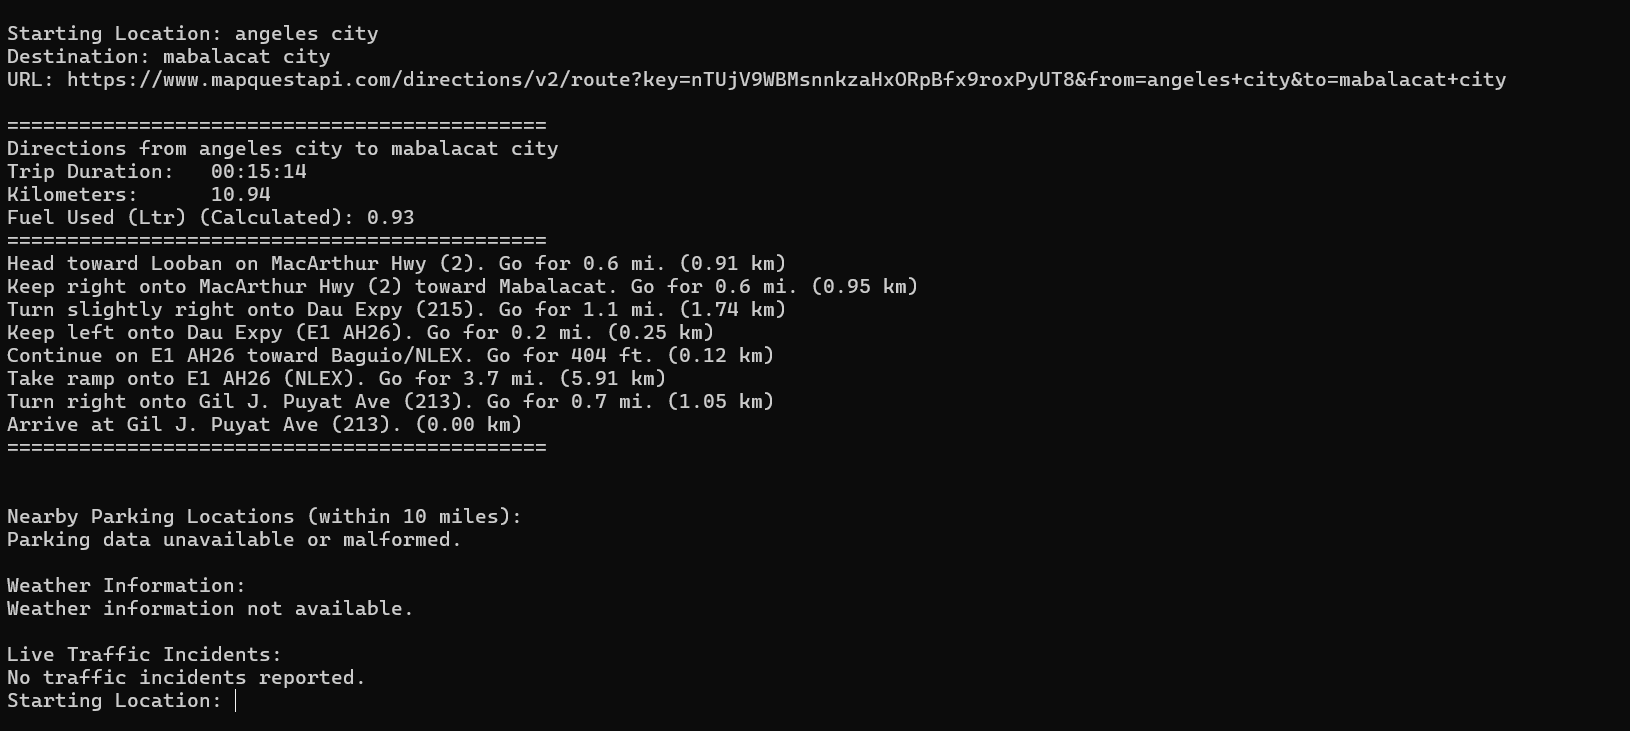 Starting Location: angeles city
Destination: mabalacat city
URL: https://www.mapquestapi.com/directions/v2/route?key=nTUjV9WBMsnnkzaHxORpBfx9roxPyUT8&from=angeles+city&to=mabalacat+city
=============================================
Directions from angeles city to mabalacat city
Trip Duration:   00:15:14
Kilometers:      10.94
Fuel Used (Ltr) (Calculated): 0.93
=============================================
Head toward Looban on MacArthur Hwy (2). Go for 0.6 mi. (0.91 km)
Keep right onto MacArthur Hwy (2) toward Mabalacat. Go for 0.6 mi. (0.95 km)
Turn slightly right onto Dau Expy (215). Go for 1.1 mi. (1.74 km)
Keep left onto Dau Expy (E1 AH26). Go for 0.2 mi. (0.25 km)
Continue on E1 AH26 toward Baguio/NLEX. Go for 404 ft. (0.12 km)
Take ramp onto E1 AH26 (NLEX). Go for 3.7 mi. (5.91 km)
Turn right onto Gil J. Puyat Ave (213). Go for 0.7 mi. (1.05 km)
Arrive at Gil J. Puyat Ave (213). (0.00 km)
=============================================
Nearby Parking Locations (within 10 miles):
Parking data unavailable or malformed.
Weather Information:
Weather information not available.
Live Traffic Incidents:
No traffic incidents reported.
Starting Location: